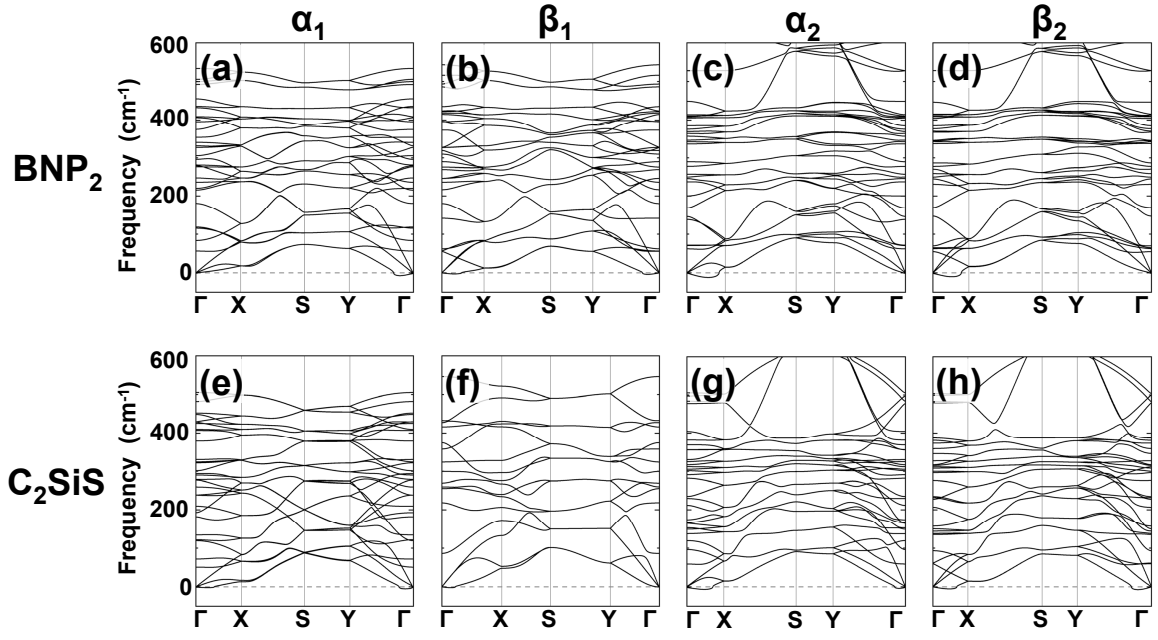 α₁ β₁ α₂ β₂
BNP₂
Frequency (cm⁻¹)
600
400
200
0
(a) (b) (c) (d)
Γ X S Y Γ
Γ X S Y Γ
Γ X S Y Γ
Γ X S Y Γ
C₂SiS
Frequency (cm⁻¹)
600
400
200
0
(e) (f) (g) (h)
Γ X S Y Γ
Γ X S Y Γ
Γ X S Y Γ
Γ X S Y Γ